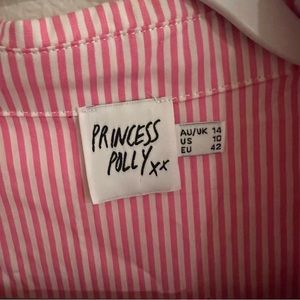 PRINCESS
POLLY xx
AU/UK 14
US 10
EU 42